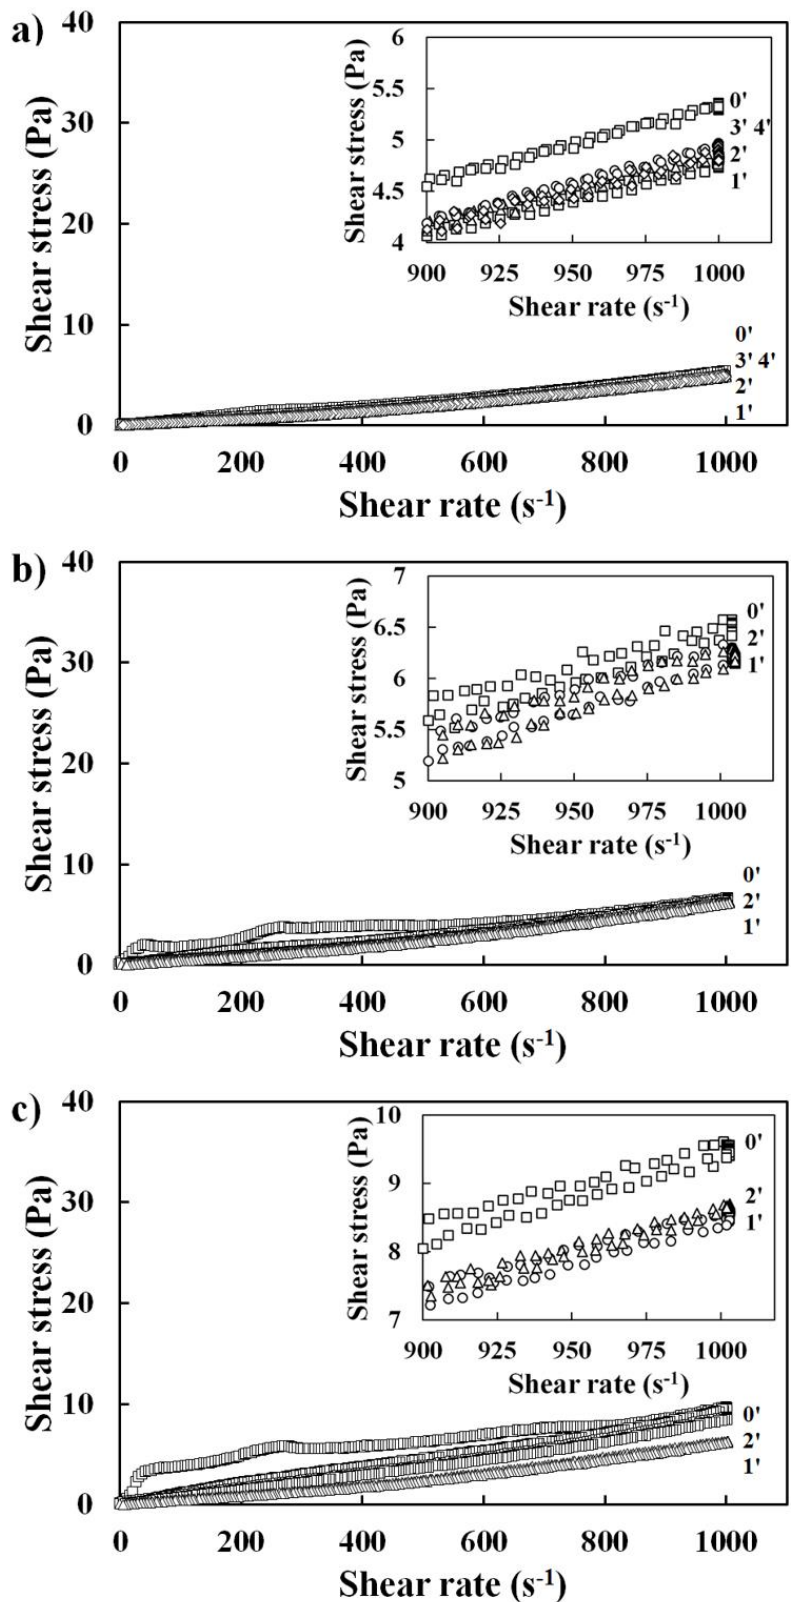 a)
Shear stress (Pa)
40
30
20
10
0
0 200 400 600 800 1000
Shear rate (s-1)
0'
3' 4'
2'
1'
Shear stress (Pa)
6
5.5
5
4.5
4
900 925 950 975 1000
Shear rate (s-1)
0'
3' 4'
2'
1'
b)
Shear stress (Pa)
40
30
20
10
0
0 200 400 600 800 1000
Shear rate (s-1)
0'
2'
1'
Shear stress (Pa)
7
6.5
6
5.5
5
900 925 950 975 1000
Shear rate (s-1)
0'
2'
1'
c)
Shear stress (Pa)
40
30
20
10
0
0 200 400 600 800 1000
Shear rate (s-1)
0'
2'
1'
Shear stress (Pa)
10
9
8
7
900 925 950 975 1000
Shear rate (s-1)
0'
2'
1'